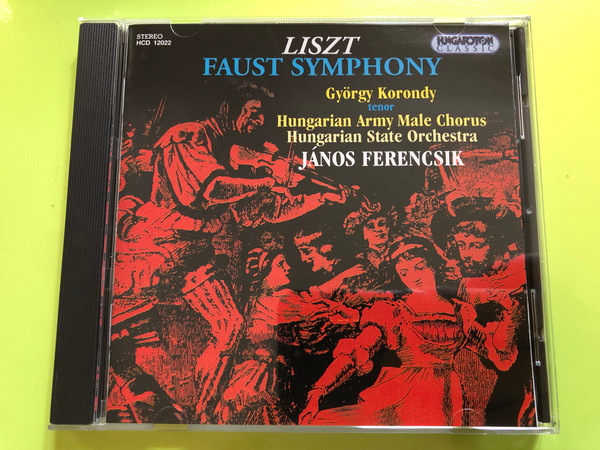 STEREO
HCD 12022
LISZT
HUNGAROTON
CLASSIC
FAUST SYMPHONY
György Korondy
tenor
Hungarian Army Male Chorus
Hungarian State Orchestra
JÁNOS FERENCSIK